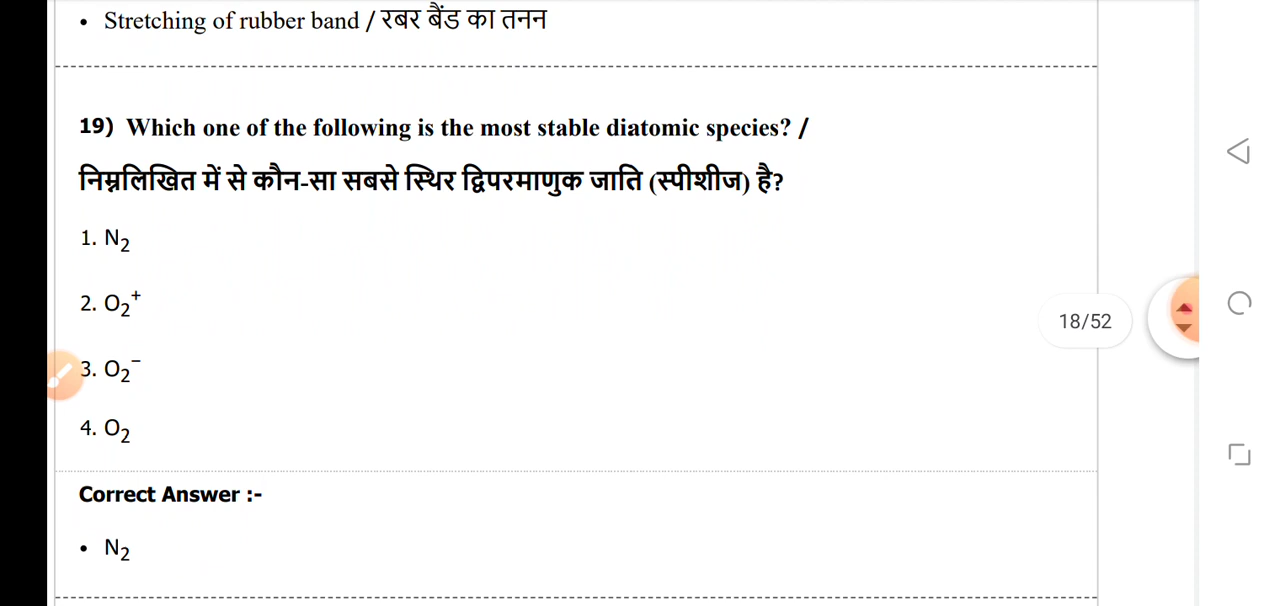 • Stretching of rubber band / रबर बैंड का तनन
19) Which one of the following is the most stable diatomic species? /
निम्नलिखित में से कौन-सा सबसे स्थिर द्विपरमाणुक जाति (स्पीशीज) है?
1. N₂
2. O₂⁺
3. O₂⁻
4. O₂
18/52
Correct Answer :-
• N₂